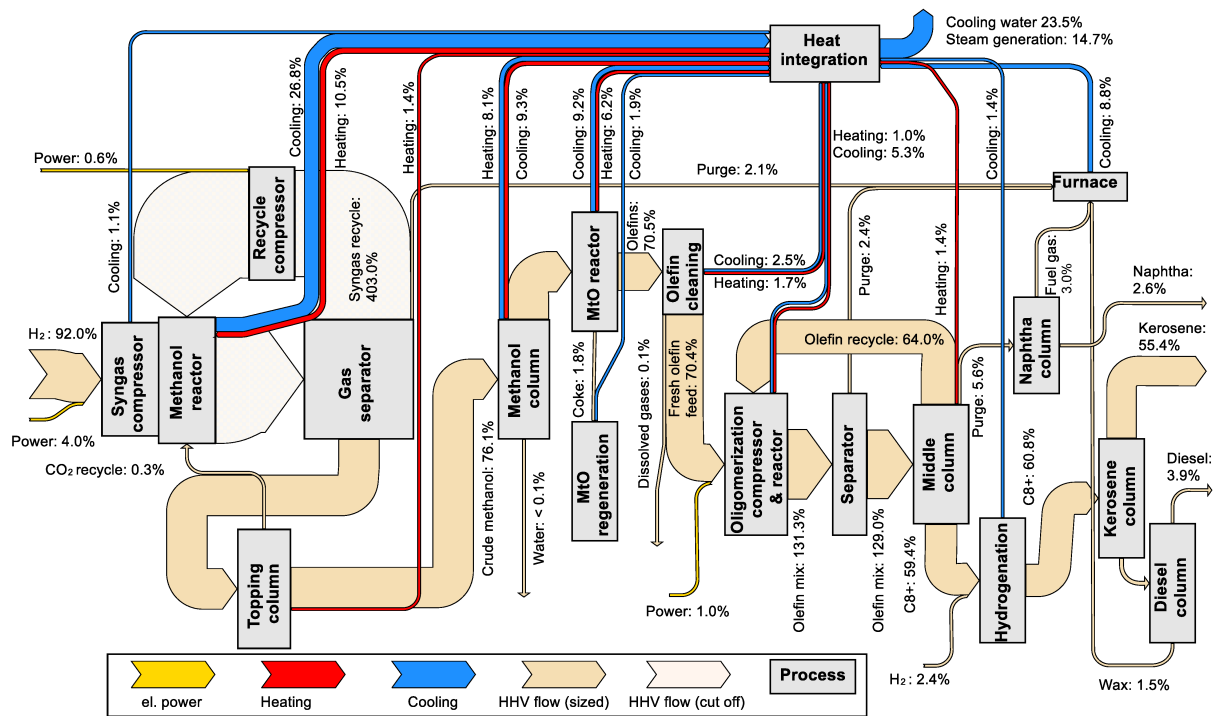 Cooling water 23.5%
Steam generation: 14.7%
Heat
integration
Cooling: 26.8%
Heating: 10.5%
Heating: 1.4%
Heating: 8.1%
Cooling: 9.3%
Cooling: 9.2%
Heating: 6.2%
Cooling: 1.9%
Heating: 1.0%
Cooling: 5.3%
Cooling: 1.4%
Cooling: 8.8%
Power: 0.6%
Purge: 2.1%
Furnace
Cooling: 1.1%
Recycle
compressor
Syngas recycle:
403.0%
MtO reactor
Olefins:
70.5%
Olefin
cleaning
Cooling: 2.5%
Heating: 1.7%
Purge: 2.4%
Heating: 1.4%
Fuel gas:
3.0%
Naphtha:
2.6%
H₂: 92.0%
Syngas
compressor
Methanol
reactor
Gas
separator
Methanol
column
Coke: 1.8%
Dissolved gases: 0.1%
Fresh olefin
feed: 70.4%
Olefin recycle: 64.0%
Purge: 5.6%
Naphtha
column
Kerosene:
55.4%
Power: 4.0%
CO₂ recycle: 0.3%
Crude methanol: 76.1%
Water: < 0.1%
MtO
regeneration
Oligomerization
compressor
& reactor
Separator
Middle
column
C8+: 60.8%
Kerosene
column
Diesel:
3.9%
Topping
column
Power: 1.0%
Olefin mix: 131.3%
Olefin mix: 129.0%
C8+: 59.4%
Hydrogenation
Diesel
column
H₂: 2.4%
Wax: 1.5%
el. power
Heating
Cooling
HHV flow (sized)
HHV flow (cut off)
Process